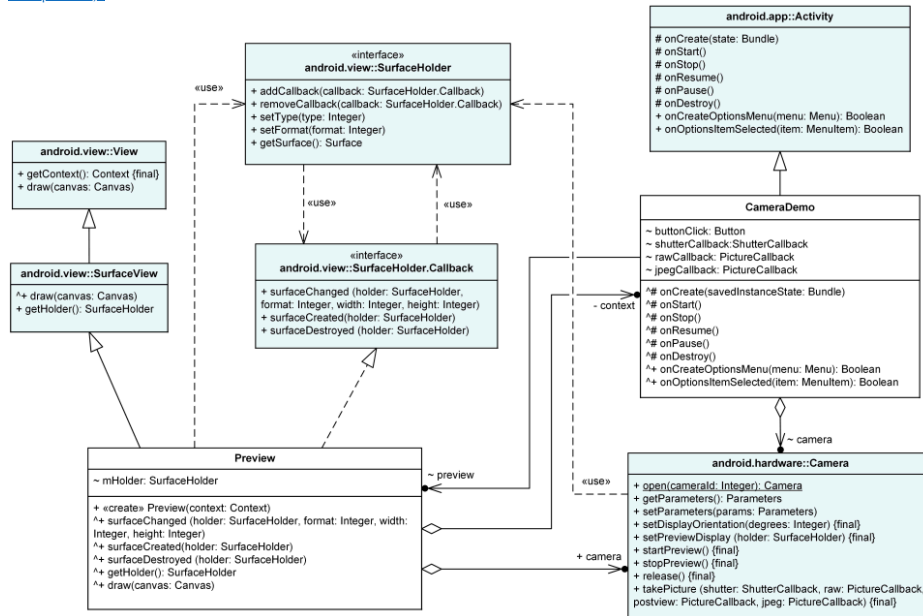 android.app::Activity
# onCreate(state: Bundle)
# onStart()
# onStop()
# onResume()
# onPause()
# onDestroy()
+ onCreateOptionsMenu(menu: Menu): Boolean
+ onOptionsItemSelected(item: MenuItem): Boolean
«interface»
android.view::SurfaceHolder
+ addCallback(callback: SurfaceHolder.Callback)
+ removeCallback(callback: SurfaceHolder.Callback)
+ setType(type: Integer)
+ setFormat(format: Integer)
+ getSurface(): Surface
«use»
android.view::View
+ getContext(): Context {final}
+ draw(canvas: Canvas)
«use»
«use»
CameraDemo
~ buttonClick: Button
~ shutterCallback:ShutterCallback
~ rawCallback: PictureCallback
~ jpegCallback: PictureCallback
^# onCreate(savedInstanceState: Bundle)
^# onStart()
^# onStop()
^# onResume()
^# onPause()
^# onDestroy()
^+ onCreateOptionsMenu(menu: Menu): Boolean
^+ onOptionsItemSelected(item: MenuItem): Boolean
«interface»
android.view::SurfaceHolder.Callback
+ surfaceChanged (holder: SurfaceHolder,
format: Integer, width: Integer, height: Integer)
+ surfaceCreated(holder: SurfaceHolder)
+ surfaceDestroyed (holder: SurfaceHolder)
android.view::SurfaceView
^+ draw(canvas: Canvas)
+ getHolder(): SurfaceHolder
- context
~ camera
Preview
~ mHolder: SurfaceHolder
+ «create» Preview(context: Context)
^+ surfaceChanged (holder: SurfaceHolder, format: Integer, width:
Integer, height: Integer)
^+ surfaceCreated(holder: SurfaceHolder)
^+ surfaceDestroyed (holder: SurfaceHolder)
^+ getHolder(): SurfaceHolder
^+ draw(canvas: Canvas)
~ preview
«use»
+ camera
android.hardware::Camera
+ open(cameraId: Integer): Camera
+ getParameters(): Parameters
+ setParameters(params: Parameters)
+ setDisplayOrientation(degrees: Integer) {final}
+ setPreviewDisplay (holder: SurfaceHolder) {final}
+ startPreview() {final}
+ stopPreview() {final}
+ release() {final}
+ takePicture (shutter: ShutterCallback, raw: PictureCallback,
postview: PictureCallback, jpeg: PictureCallback) {final}